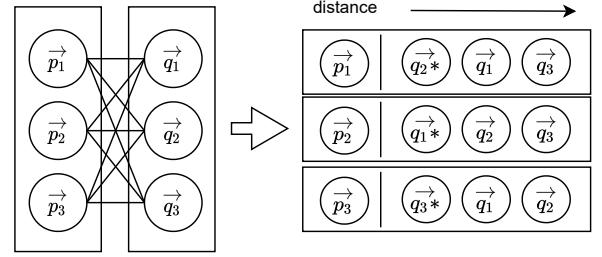 distance
p₁ q₁
p₂ q₂
p₃ q₃
p₁ q₂* q₁ q₃
p₂ q₁* q₂ q₃
p₃ q₃* q₁ q₂